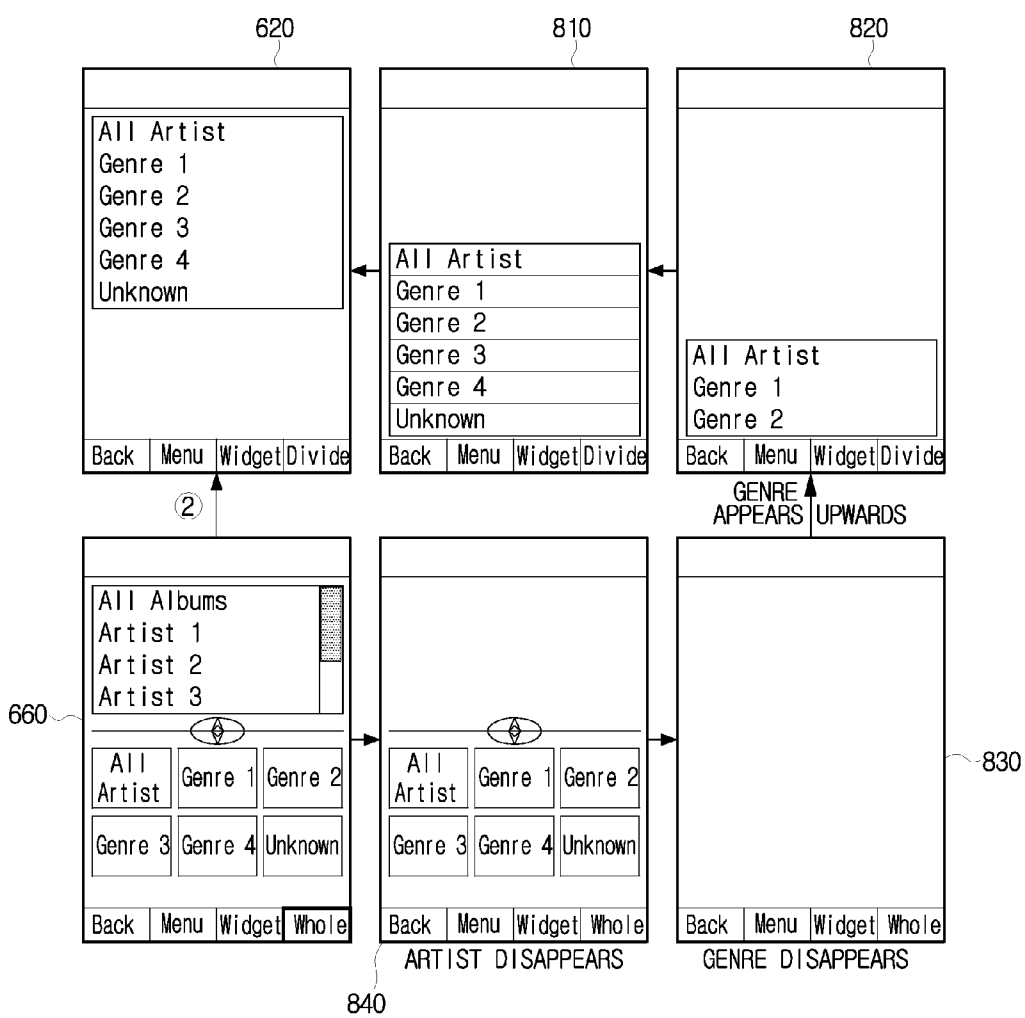 620
810
820
All Artist
Genre 1
Genre 2
Genre 3
Genre 4
Unknown
Back Menu Widget Divide
All Artist
Genre 1
Genre 2
Genre 3
Genre 4
Unknown
Back Menu Widget Divide
All Artist
Genre 1
Genre 2
Back Menu Widget Divide
②
GENRE
APPEARS UPWARDS
660
All Albums
Artist 1
Artist 2
Artist 3
All
Artist
Genre 1
Genre 2
Genre 3
Genre 4
Unknown
Back Menu Widget Whole
All
Artist
Genre 1
Genre 2
Genre 3
Genre 4
Unknown
Back Menu Widget Whole
ARTIST DISAPPEARS
840
830
Back Menu Widget Whole
GENRE DISAPPEARS